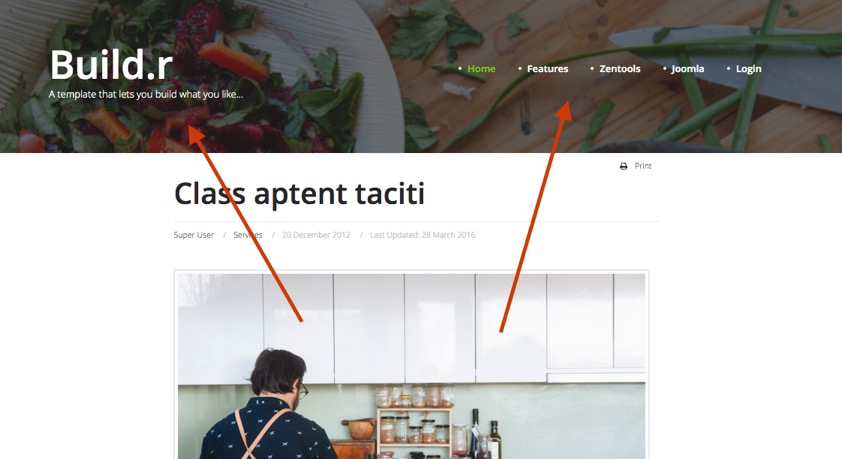 Build.r
A template that lets you build what you like...
• Home • Features • Zentools • Joomla • Login
Print
Class aptent taciti
Super User / Services / 20 December 2012 / Last Updated: 28 March 2016